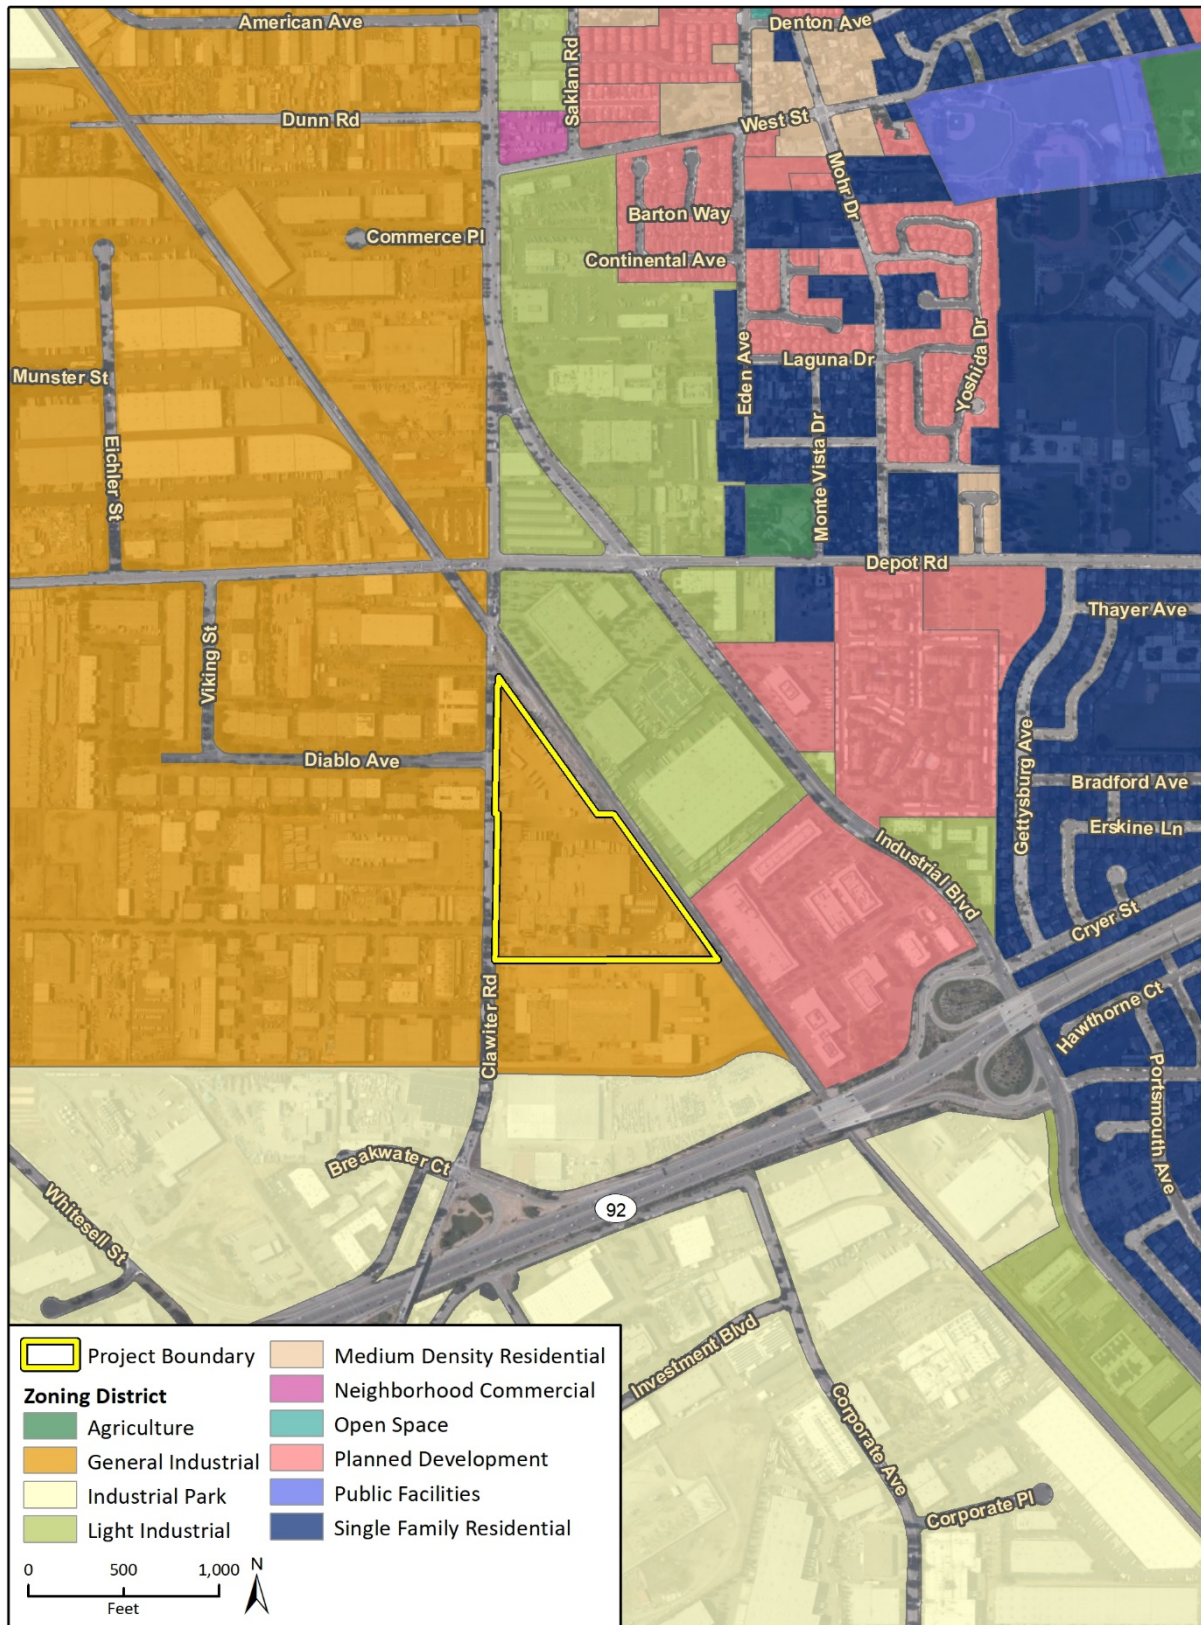 American Ave
Saklan Rd
Denton Ave
Dunn Rd
West St
Mohr Dr
Barton Way
Commerce Pl
Continental Ave
Eden Ave
Laguna Dr
Yoshida Dr
Munster St
Monte Vista Dr
Eichler St
Depot Rd
Thayer Ave
Viking St
Diablo Ave
Gettysburg Ave
Bradford Ave
Erskine Ln
Industrial Blvd
Cryer St
Clawiter Rd
Hawthorne Ct
Portsmouth Ave
Breakwater Ct
Whitesell St
92
Investment Blvd
Corporate Ave
Corporate Pl
Project Boundary
Zoning District
Agriculture
General Industrial
Industrial Park
Light Industrial
Medium Density Residential
Neighborhood Commercial
Open Space
Planned Development
Public Facilities
Single Family Residential
0 500 1,000
Feet
N